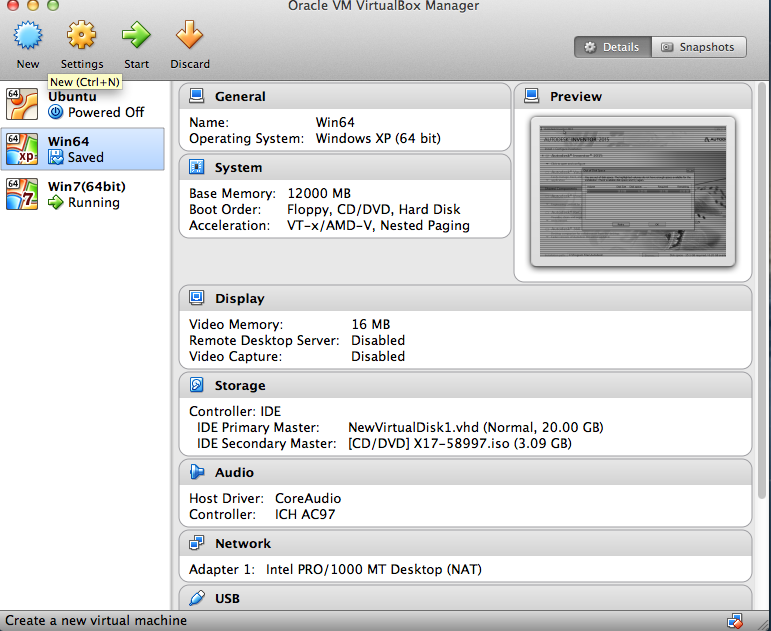 Oracle VM VirtualBox Manager
New
Settings
Start
Discard
Details
Snapshots
New (Ctrl+N)
64
Ubuntu
Powered Off
64
XP
Win64
Saved
64
7
Win7(64bit)
Running
General
Name: Win64
Operating System: Windows XP (64 bit)
Preview
AUTODESK INVENTOR 2015
System
Base Memory: 12000 MB
Boot Order: Floppy, CD/DVD, Hard Disk
Acceleration: VT-x/AMD-V, Nested Paging
Display
Video Memory: 16 MB
Remote Desktop Server: Disabled
Video Capture: Disabled
Storage
Controller: IDE
IDE Primary Master: NewVirtualDisk1.vhd (Normal, 20.00 GB)
IDE Secondary Master: [CD/DVD] X17-58997.iso (3.09 GB)
Audio
Host Driver: CoreAudio
Controller: ICH AC97
Network
Adapter 1: Intel PRO/1000 MT Desktop (NAT)
USB
Create a new virtual machine